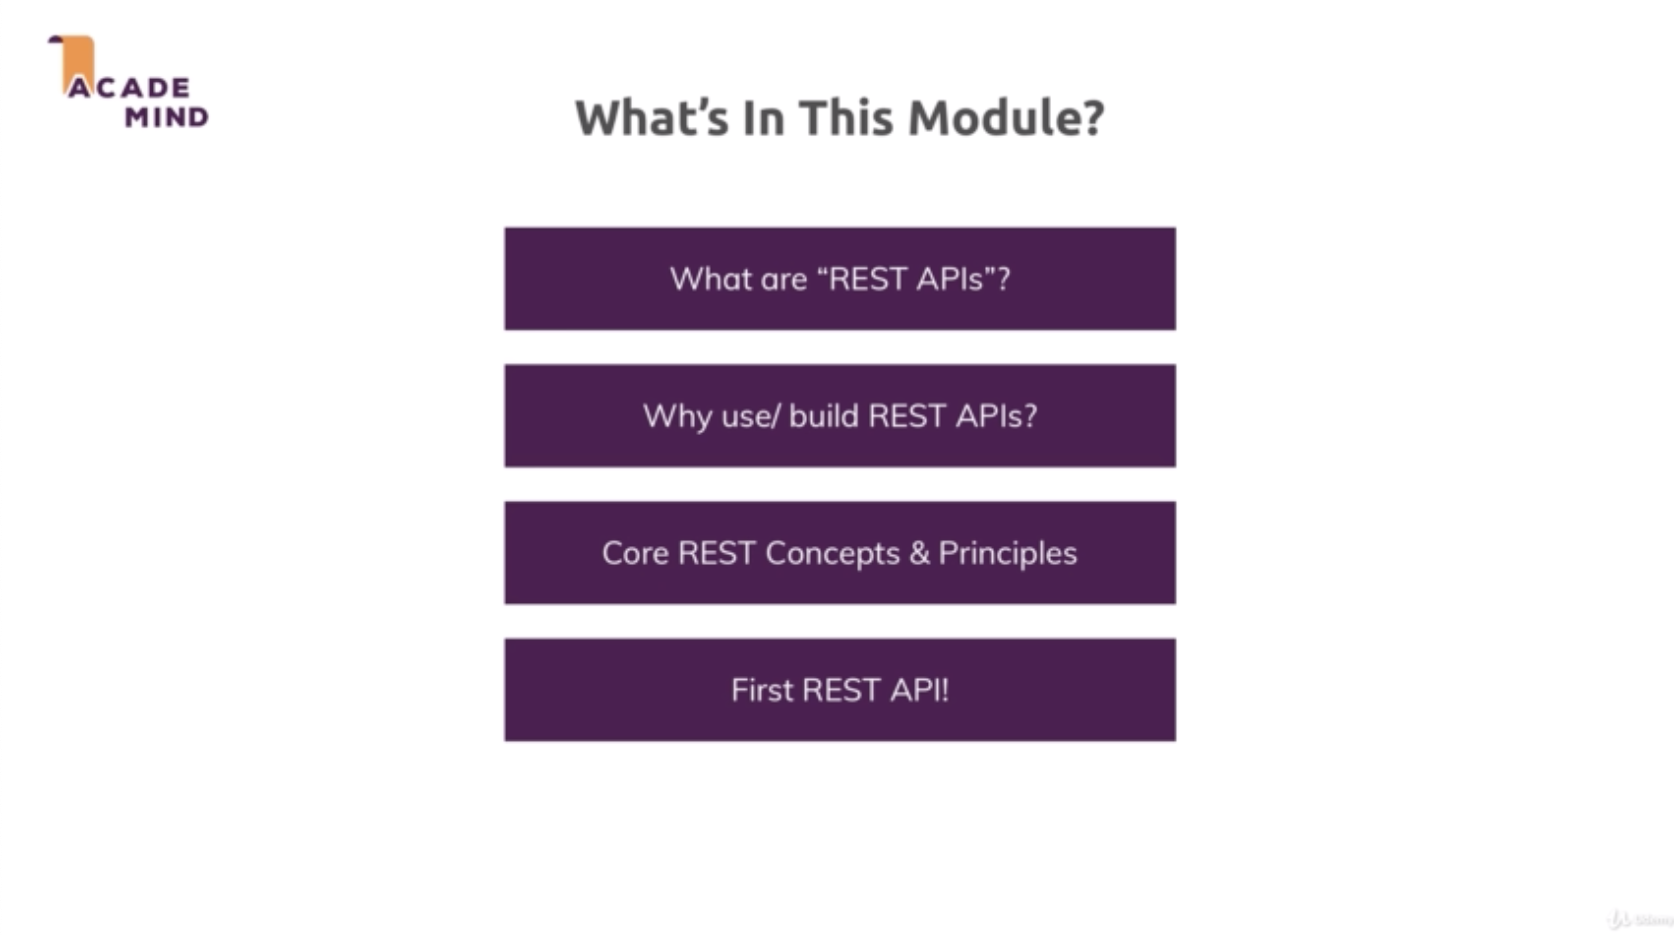 ACADE
MIND
What’s In This Module?
What are “REST APIs”?
Why use/ build REST APIs?
Core REST Concepts & Principles
First REST API!